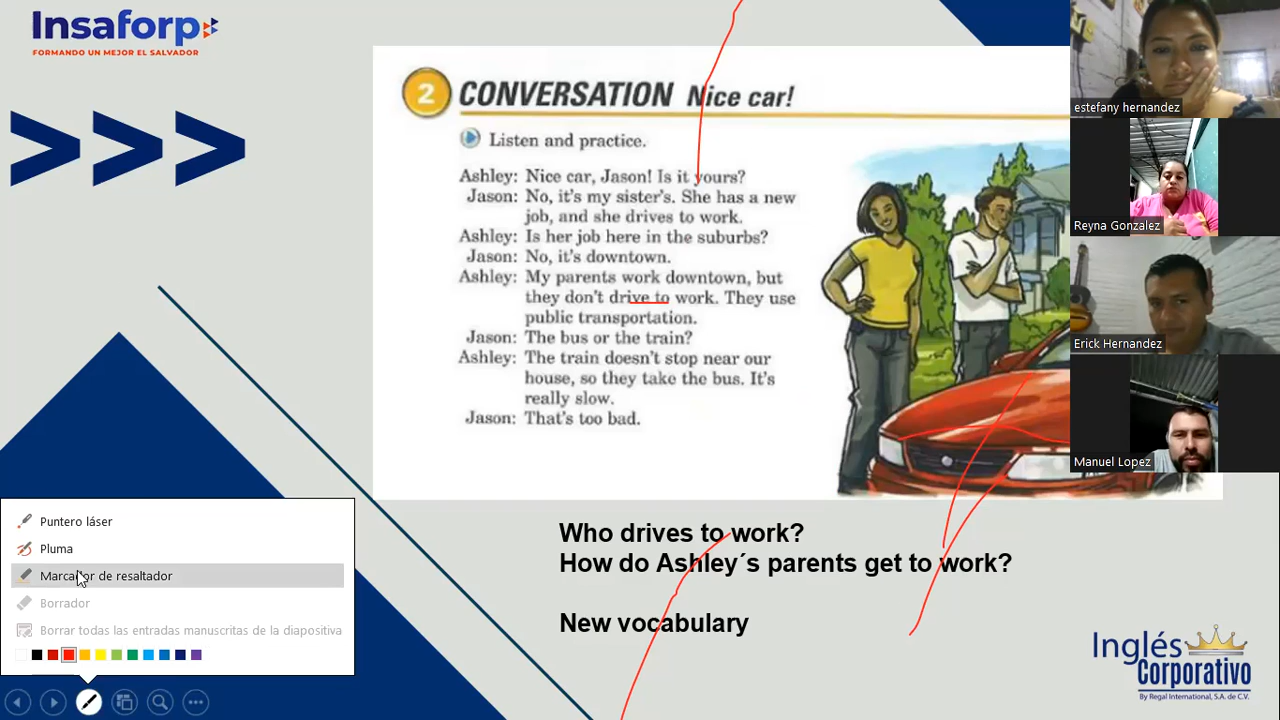 Insaforp
FORMANDO UN MEJOR EL SALVADOR
2 CONVERSATION Nice car!
Listen and practice.
Ashley: Nice car, Jason! Is it yours?
Jason: No, it's my sister's. She has a new
job, and she drives to work.
Ashley: Is her job here in the suburbs?
Jason: No, it's downtown.
Ashley: My parents work downtown, but
they don't drive to work. They use
public transportation.
Jason: The bus or the train?
Ashley: The train doesn't stop near our
house, so they take the bus. It's
really slow.
Jason: That's too bad.
Who drives to work?
How do Ashley´s parents get to work?
New vocabulary
estefany hernandez
Reyna Gonzalez
Erick Hernandez
Manuel Lopez
Puntero láser
Pluma
Marcador de resaltador
Borrador
Borrar todas las entradas manuscritas de la diapositiva
Inglés
Corporativo
By Regal International, S.A. de C.V.